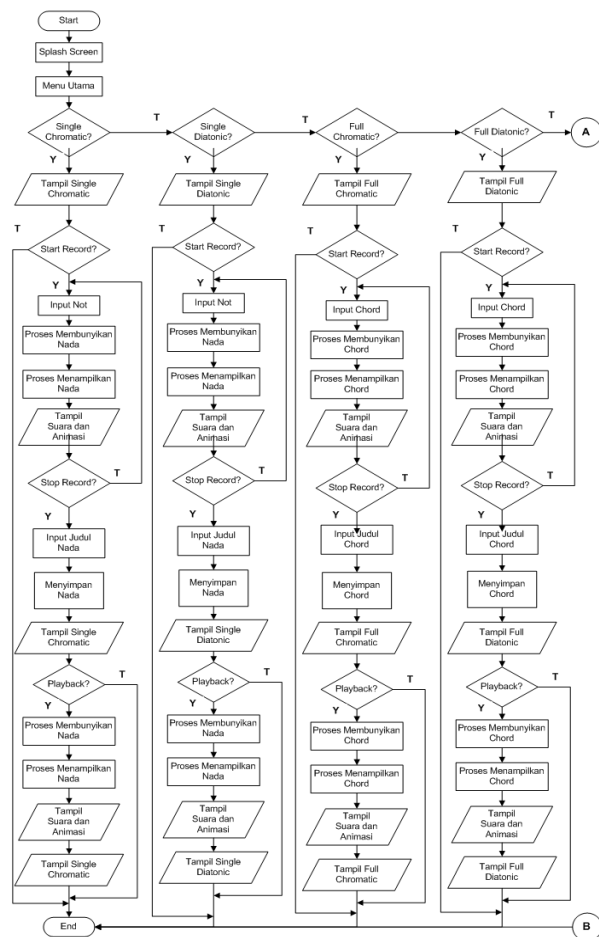 Start
Splash Screen
Menu Utama
Single
Chromatic?
T
Y
Single
Diatonic?
T
Y
Full
Chromatic?
T
Y
Full Diatonic?
T
Y
A
Tampil Single
Chromatic
T
Start Record?
Y
Input Not
Proses Membunyikan
Nada
Proses Menampilkan
Nada
Tampil
Suara dan
Animasi
Stop Record?
T
Y
Input Judul
Nada
Menyimpan
Nada
Tampil Single
Chromatic
Playback?
T
Y
Proses Membunyikan
Nada
Proses Menampilkan
Nada
Tampil
Suara dan
Animasi
Tampil Single
Chromatic
End
Tampil Single
Diatonic
T
Start Record?
Y
Input Not
Proses Membunyikan
Nada
Proses Menampilkan
Nada
Tampil
Suara dan
Animasi
Stop Record?
T
Y
Input Judul
Nada
Menyimpan
Nada
Tampil Single
Diatonic
Playback?
T
Y
Proses Membunyikan
Nada
Proses Menampilkan
Nada
Tampil
Suara dan
Animasi
Tampil Single
Diatonic
Tampil Full
Chromatic
T
Start Record?
Y
Input Chord
Proses Membunyikan
Chord
Proses Menampilkan
Chord
Tampil
Suara dan
Animasi
Stop Record?
T
Y
Input Judul
Chord
Menyimpan
Chord
Tampil Full
Chromatic
Playback?
T
Y
Proses Membunyikan
Chord
Proses Menampilkan
Chord
Tampil
Suara dan
Animasi
Tampil Full
Chromatic
Tampil Full
Diatonic
T
Start Record?
Y
Input Chord
Proses Membunyikan
Chord
Proses Menampilkan
Chord
Tampil
Suara dan
Animasi
Stop Record?
T
Y
Input Judul
Chord
Menyimpan
Chord
Tampil Full
Diatonic
Playback?
T
Y
Proses Membunyikan
Chord
Proses Menampilkan
Chord
Tampil
Suara dan
Animasi
Tampil Full
Diatonic
B